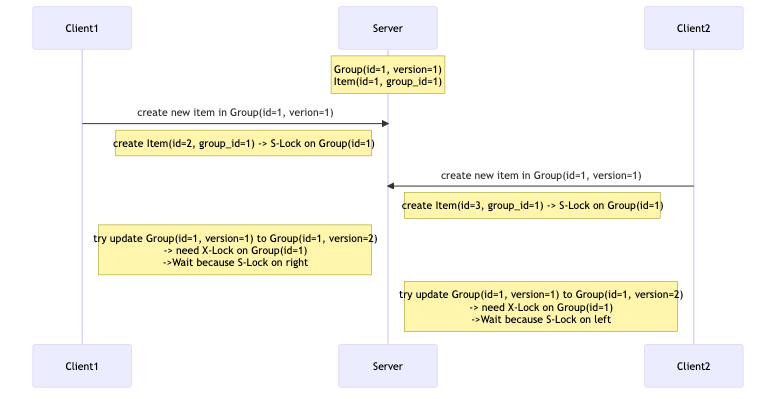 Client1
Server
Client2
Group(id=1, version=1)
Item(id=1, group_id=1)
create new item in Group(id=1, verion=1)
create Item(id=2, group_id=1) -> S-Lock on Group(id=1)
create new item in Group(id=1, version=1)
create Item(id=3, group_id=1) -> S-Lock on Group(id=1)
try update Group(id=1, version=1) to Group(id=1, version=2)
-> need X-Lock on Group(id=1)
->Wait because S-Lock on right
try update Group(id=1, version=1) to Group(id=1, version=2)
-> need X-Lock on Group(id=1)
->Wait because S-Lock on left
Client1
Server
Client2